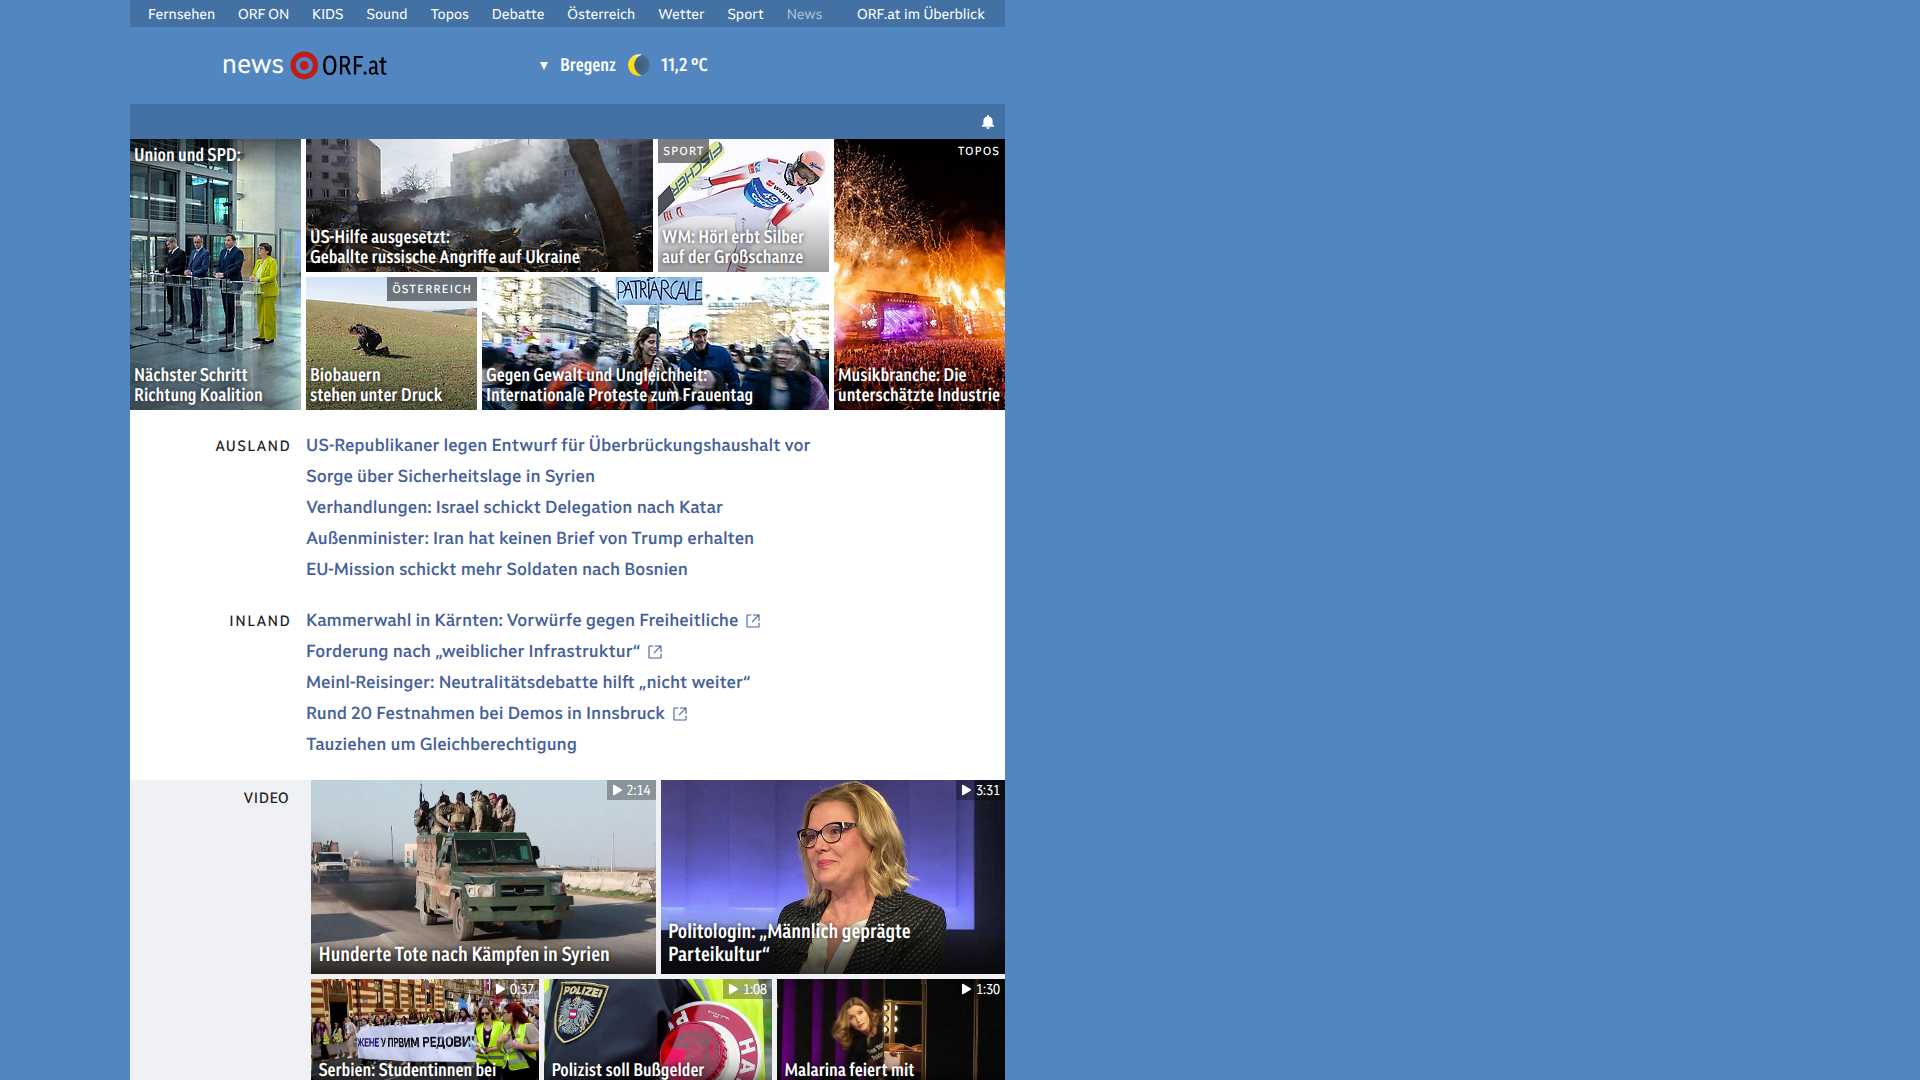 Fernsehen ORF ON KIDS Sound Topos Debatte Österreich Wetter Sport News ORF.at im Überblick
news ORF.at
Bregenz 11,2 °C
Union und SPD:
Nächster Schritt
Richtung Koalition
US-Hilfe ausgesetzt:
Geballte russische Angriffe auf Ukraine
SPORT
FISCHER
WÜRTH
49
WM: Hörl erbt Silber
auf der Großschanze
TOPOS
Musikbranche: Die
unterschätzte Industrie
ÖSTERREICH
Biobauern
stehen unter Druck
PATRIARCALE
Gegen Gewalt und Ungleichheit:
Internationale Proteste zum Frauentag
AUSLAND
US-Republikaner legen Entwurf für Überbrückungshaushalt vor
Sorge über Sicherheitslage in Syrien
Verhandlungen: Israel schickt Delegation nach Katar
Außenminister: Iran hat keinen Brief von Trump erhalten
EU-Mission schickt mehr Soldaten nach Bosnien
INLAND
Kammerwahl in Kärnten: Vorwürfe gegen Freiheitliche
Forderung nach „weiblicher Infrastruktur“
Meinl-Reisinger: Neutralitätsdebatte hilft „nicht weiter“
Rund 20 Festnahmen bei Demos in Innsbruck
Tauziehen um Gleichberechtigung
VIDEO
2:14
Hunderte Tote nach Kämpfen in Syrien
3:31
Politologin: „Männlich geprägte
Parteikultur“
0:37
ЖЕНЕ У ПРВИМ РЕДОВИ
Serbien: Studentinnen bei
1:08
POLIZEI
HA
Polizist soll Bußgelder
1:30
Malarina feiert mit